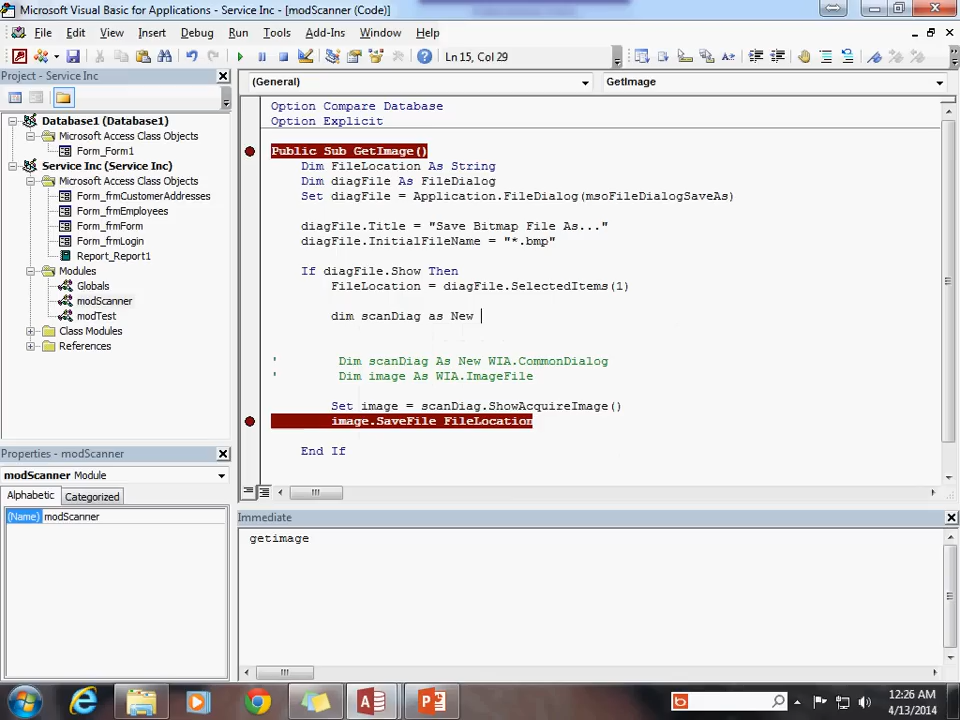 Microsoft Visual Basic for Applications - Service Inc - [modScanner (Code)]
File Edit View Insert Format Debug Run Tools Add-Ins Window Help
Ln 15, Col 29
Project - Service Inc
(General) GetImage
Database1 (Database1)
Microsoft Access Class Objects
Form_Form1
Service Inc (Service Inc)
Microsoft Access Class Objects
Form_frmCustomerAddresses
Form_frmEmployees
Form_frmForm
Form_frmLogin
Report_Report1
Modules
Globals
modScanner
modTest
Class Modules
References
Option Compare Database
Option Explicit
Public Sub GetImage()
Dim FileLocation As String
Dim diagFile As FileDialog
Set diagFile = Application.FileDialog(msoFileDialogSaveAs)
diagFile.Title = "Save Bitmap File As..."
diagFile.InitialFileName = "*.bmp"
If diagFile.Show Then
FileLocation = diagFile.SelectedItems(1)
dim scanDiag as New
' Dim scanDiag As New WIA.CommonDialog
' Dim image As WIA.ImageFile
Set image = scanDiag.ShowAcquireImage()
image.SaveFile FileLocation
End If
Properties - modScanner
modScanner Module
Alphabetic Categorized
(Name) modScanner
Immediate
getimage
12:26 AM
4/13/2014